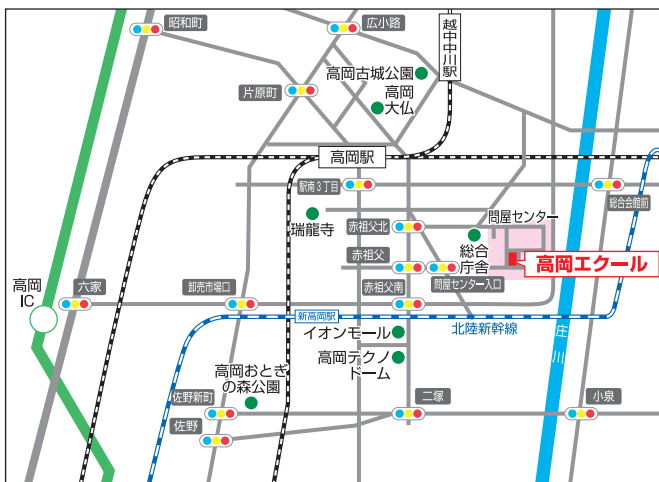 昭和町
広小路
越中中川駅
高岡古城公園
高岡
大仏
片原町
高岡駅
駅南3丁目
総合会館前
瑞龍寺
赤祖父北
問屋センター
総合
庁舎
赤祖父
問屋センター入口
高岡エクール
高岡
IC
六家
卸売市場口
赤祖父南
新高岡駅
北陸新幹線
イオンモール
庄川
高岡テクノ
ドーム
高岡おとぎ
の森公園
佐野新町
佐野
二塚
小泉